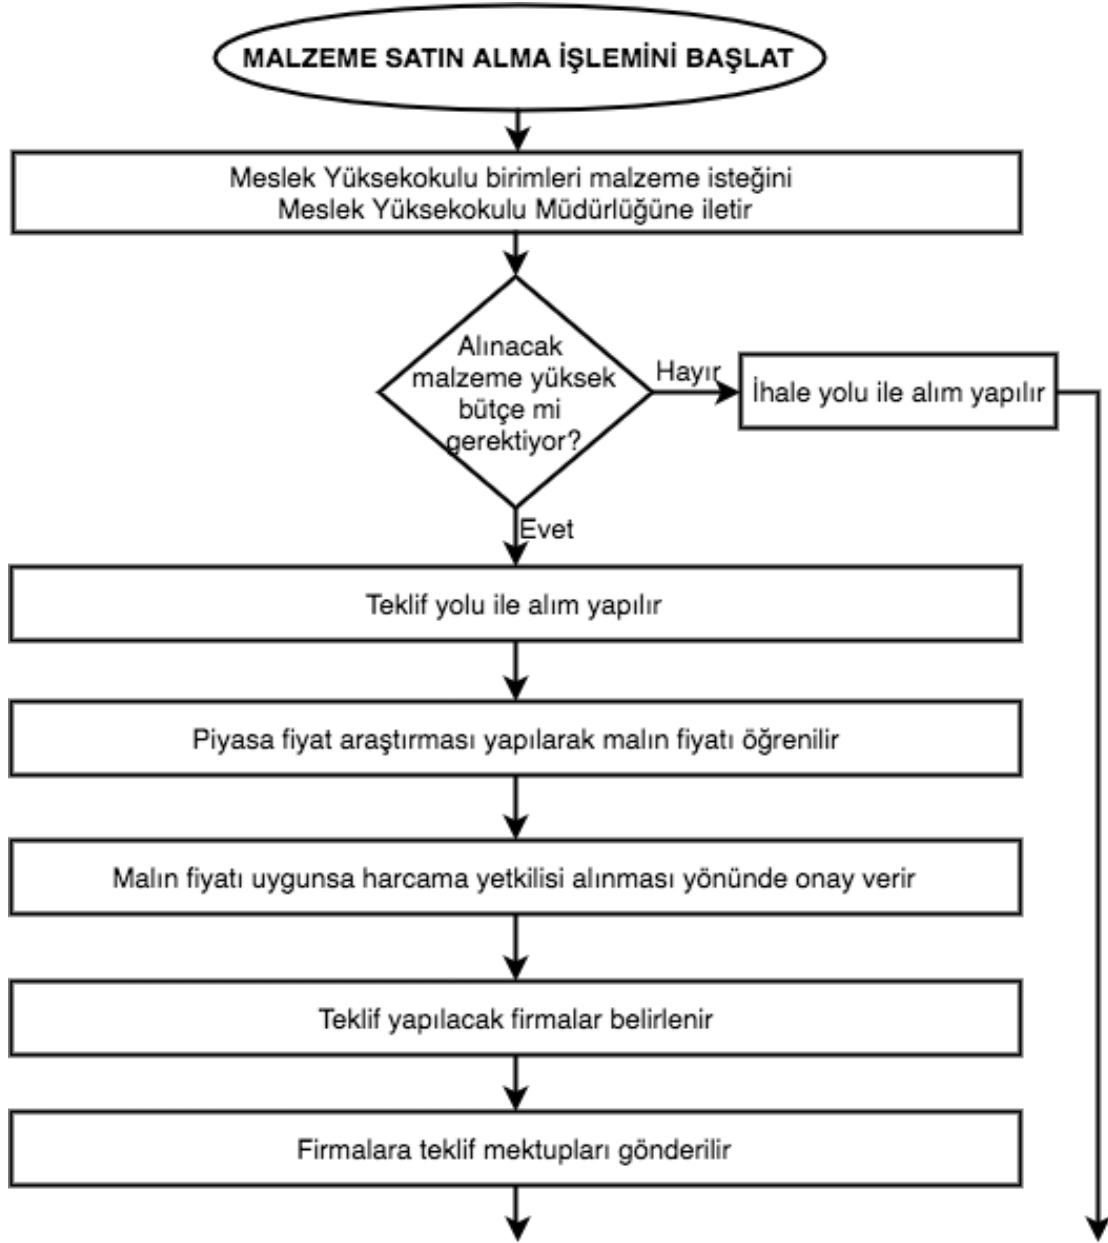 MALZEME SATIN ALMA İŞLEMİNİ BAŞLAT
Meslek Yüksekokulu birimleri malzeme isteğini
Meslek Yüksekokulu Müdürlüğüne iletir
Alınacak
malzeme yüksek
bütçe mi
gerektiyor?
Hayır
İhale yolu ile alım yapılır
Evet
Teklif yolu ile alım yapılır
Piyasa fiyat araştırması yapılarak malın fiyatı öğrenilir
Malın fiyatı uygunsa harcama yetkilisi alınması yönünde onay verir
Teklif yapılacak firmalar belirlenir
Firmalara teklif mektupları gönderilir